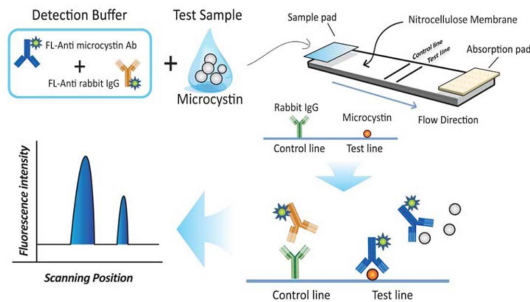 Detection Buffer
FL-Anti microcystin Ab
+
FL-Anti rabbit IgG
+
Test Sample
Microcystin
Sample pad
Nitrocellulose Membrane
Control line
Test line
Absorption pad
Flow Direction
Rabbit IgG
Microcystin
Control line
Test line
Fluorescence intensity
Scanning Position
Control line
Test line